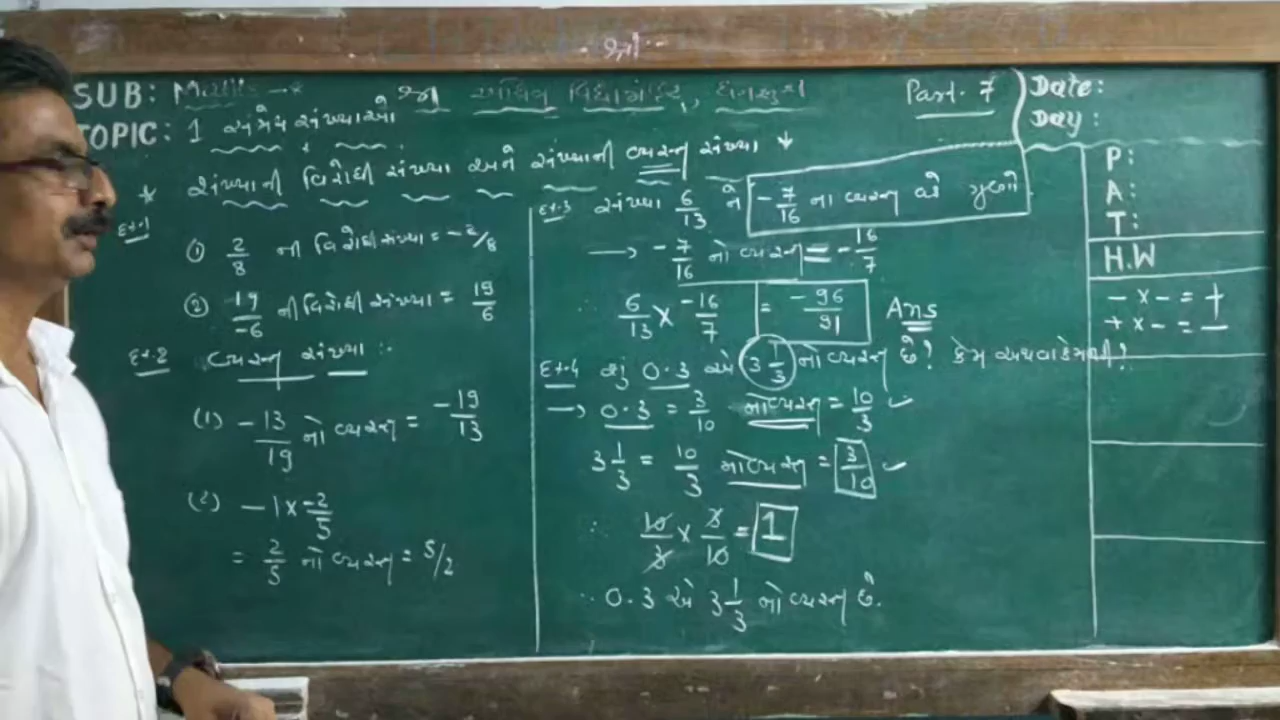 શ્રી
SUB: Maths
Part. 7
Date:
TOPIC: 1 સંમેય સંખ્યાઓ
Day:
* સંખ્યાની વિરોધી સંખ્યા અને સંખ્યાની વ્યસ્ત સંખ્યા
Ex-1
① 2/8 ની વિરોધી સંખ્યા = -2/8
② 19/-6 ની વિરોધી સંખ્યા = 19/6
Ex-2 વ્યસ્ત સંખ્યા :-
(1) -13/19 નો વ્યસ્ત = -19/13
(2) -1 x -2/5
= 2/5 નો વ્યસ્ત = 5/2
Ex-3 સંખ્યા 6/13 ને -7/16 ના વ્યસ્ત વડે ગુણો
→ -7/16 નો વ્યસ્ત = -16/7
∴ 6/13 x -16/7 = -96/91 Ans
Ex-4 શું 0.3 એ 3 1/3 નો વ્યસ્ત છે? કેમ અથવા કેમ નહી?
→ 0.3 = 3/10 નો વ્યસ્ત = 10/3 ✓
3 1/3 = 10/3 નો વ્યસ્ત = 3/10 ✓
∴ 10/3 x 3/10 = 1
∴ 0.3 એ 3 1/3 નો વ્યસ્ત છે.
P:
A:
T:
H.W
- x - = +
+ x - = -